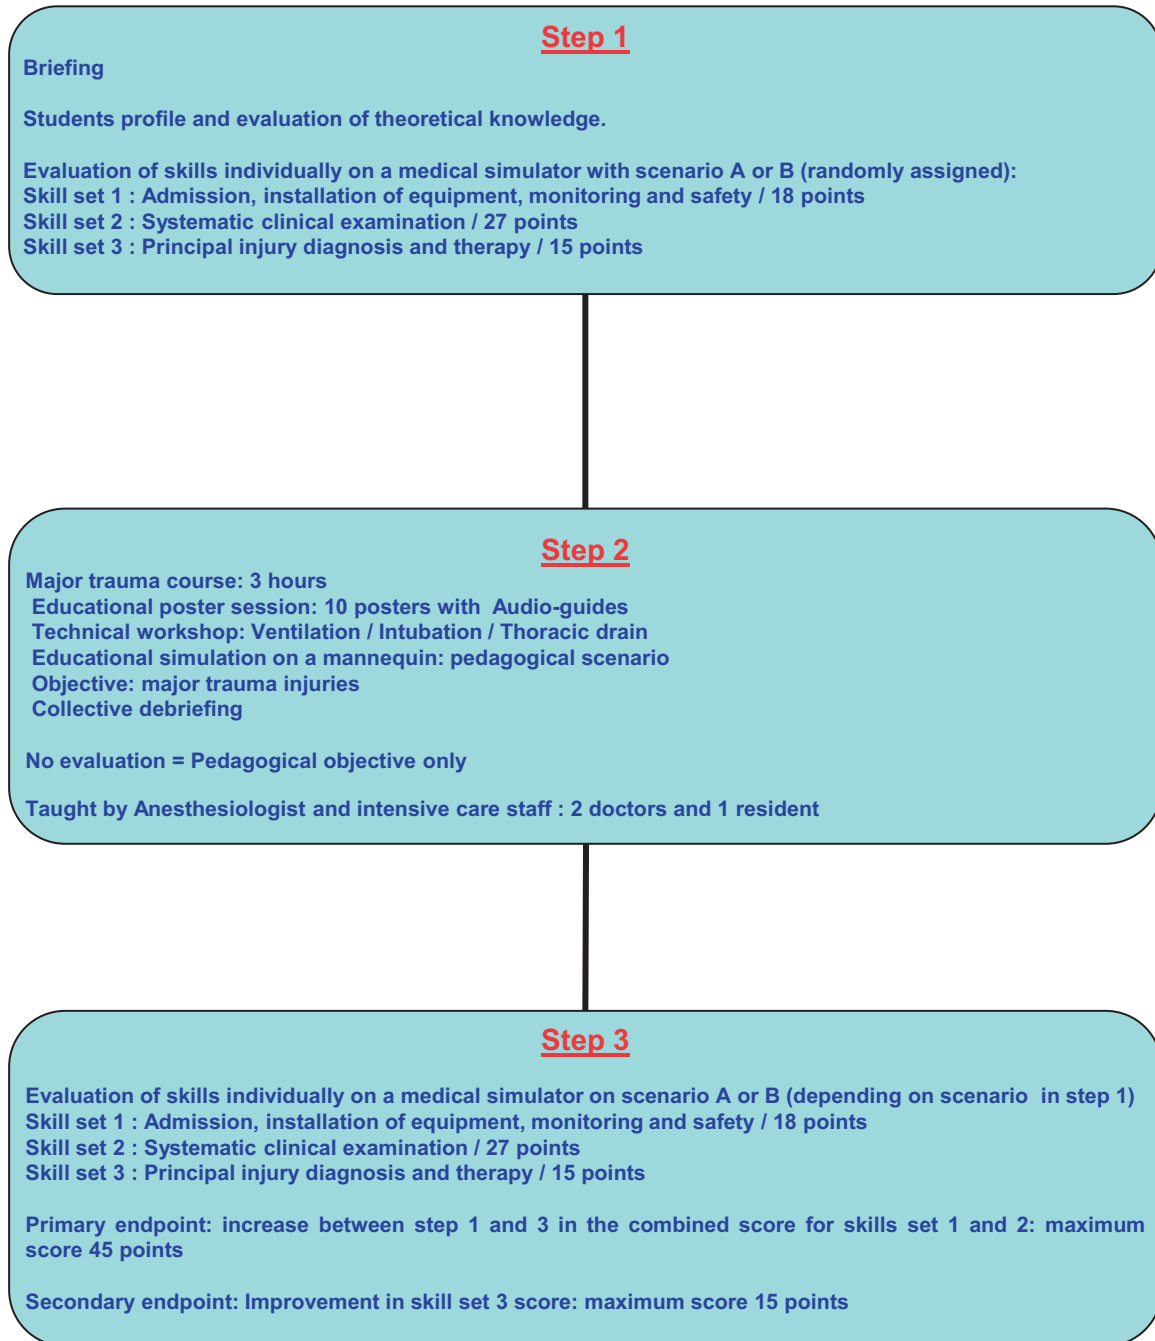 Step 1
Briefing
Students profile and evaluation of theoretical knowledge.
Evaluation of skills individually on a medical simulator with scenario A or B (randomly assigned):
Skill set 1 : Admission, installation of equipment, monitoring and safety / 18 points
Skill set 2 : Systematic clinical examination / 27 points
Skill set 3 : Principal injury diagnosis and therapy / 15 points
Step 2
Major trauma course: 3 hours
Educational poster session: 10 posters with Audio-guides
Technical workshop: Ventilation / Intubation / Thoracic drain
Educational simulation on a mannequin: pedagogical scenario
Objective: major trauma injuries
Collective debriefing
No evaluation = Pedagogical objective only
Taught by Anesthesiologist and intensive care staff : 2 doctors and 1 resident
Step 3
Evaluation of skills individually on a medical simulator on scenario A or B (depending on scenario in step 1)
Skill set 1 : Admission, installation of equipment, monitoring and safety / 18 points
Skill set 2 : Systematic clinical examination / 27 points
Skill set 3 : Principal injury diagnosis and therapy / 15 points
Primary endpoint: increase between step 1 and 3 in the combined score for skills set 1 and 2: maximum
score 45 points
Secondary endpoint: Improvement in skill set 3 score: maximum score 15 points